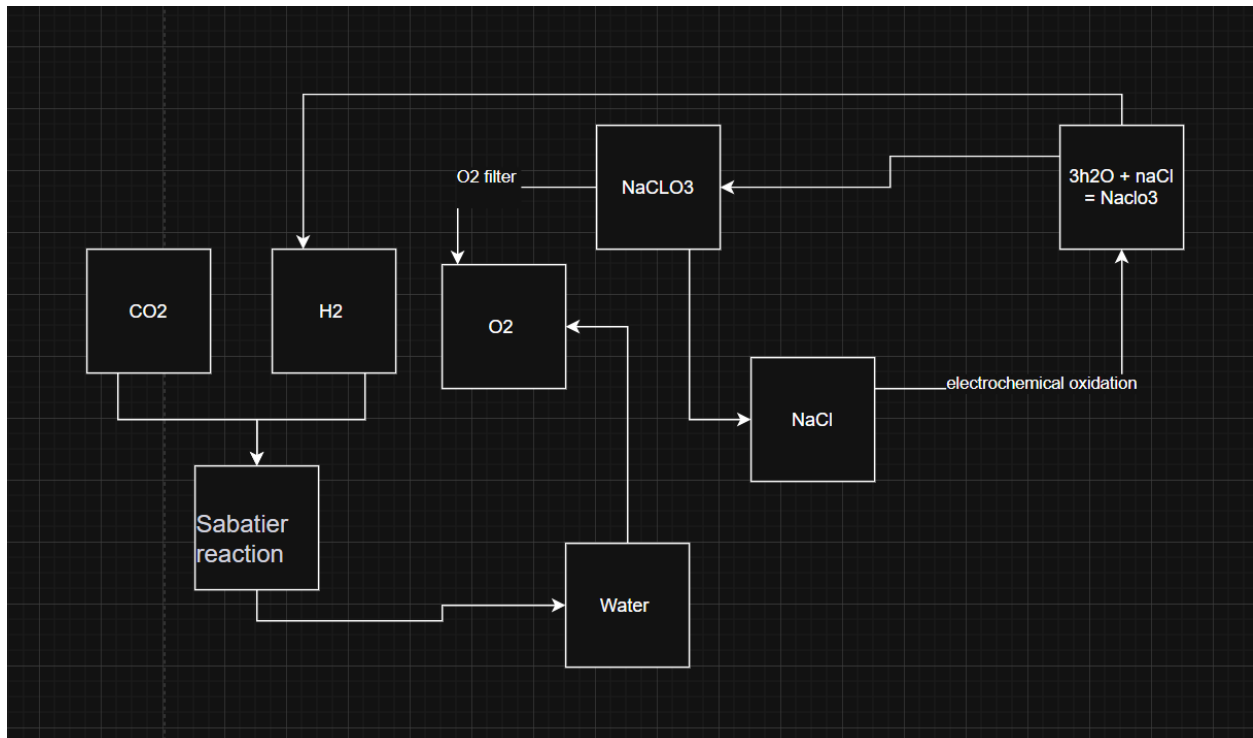 3h2O + naCl
= Naclo3
O2 filter
NaCLO3
CO2
H2
O2
electrochemical oxidation
NaCl
Sabatier
reaction
Water